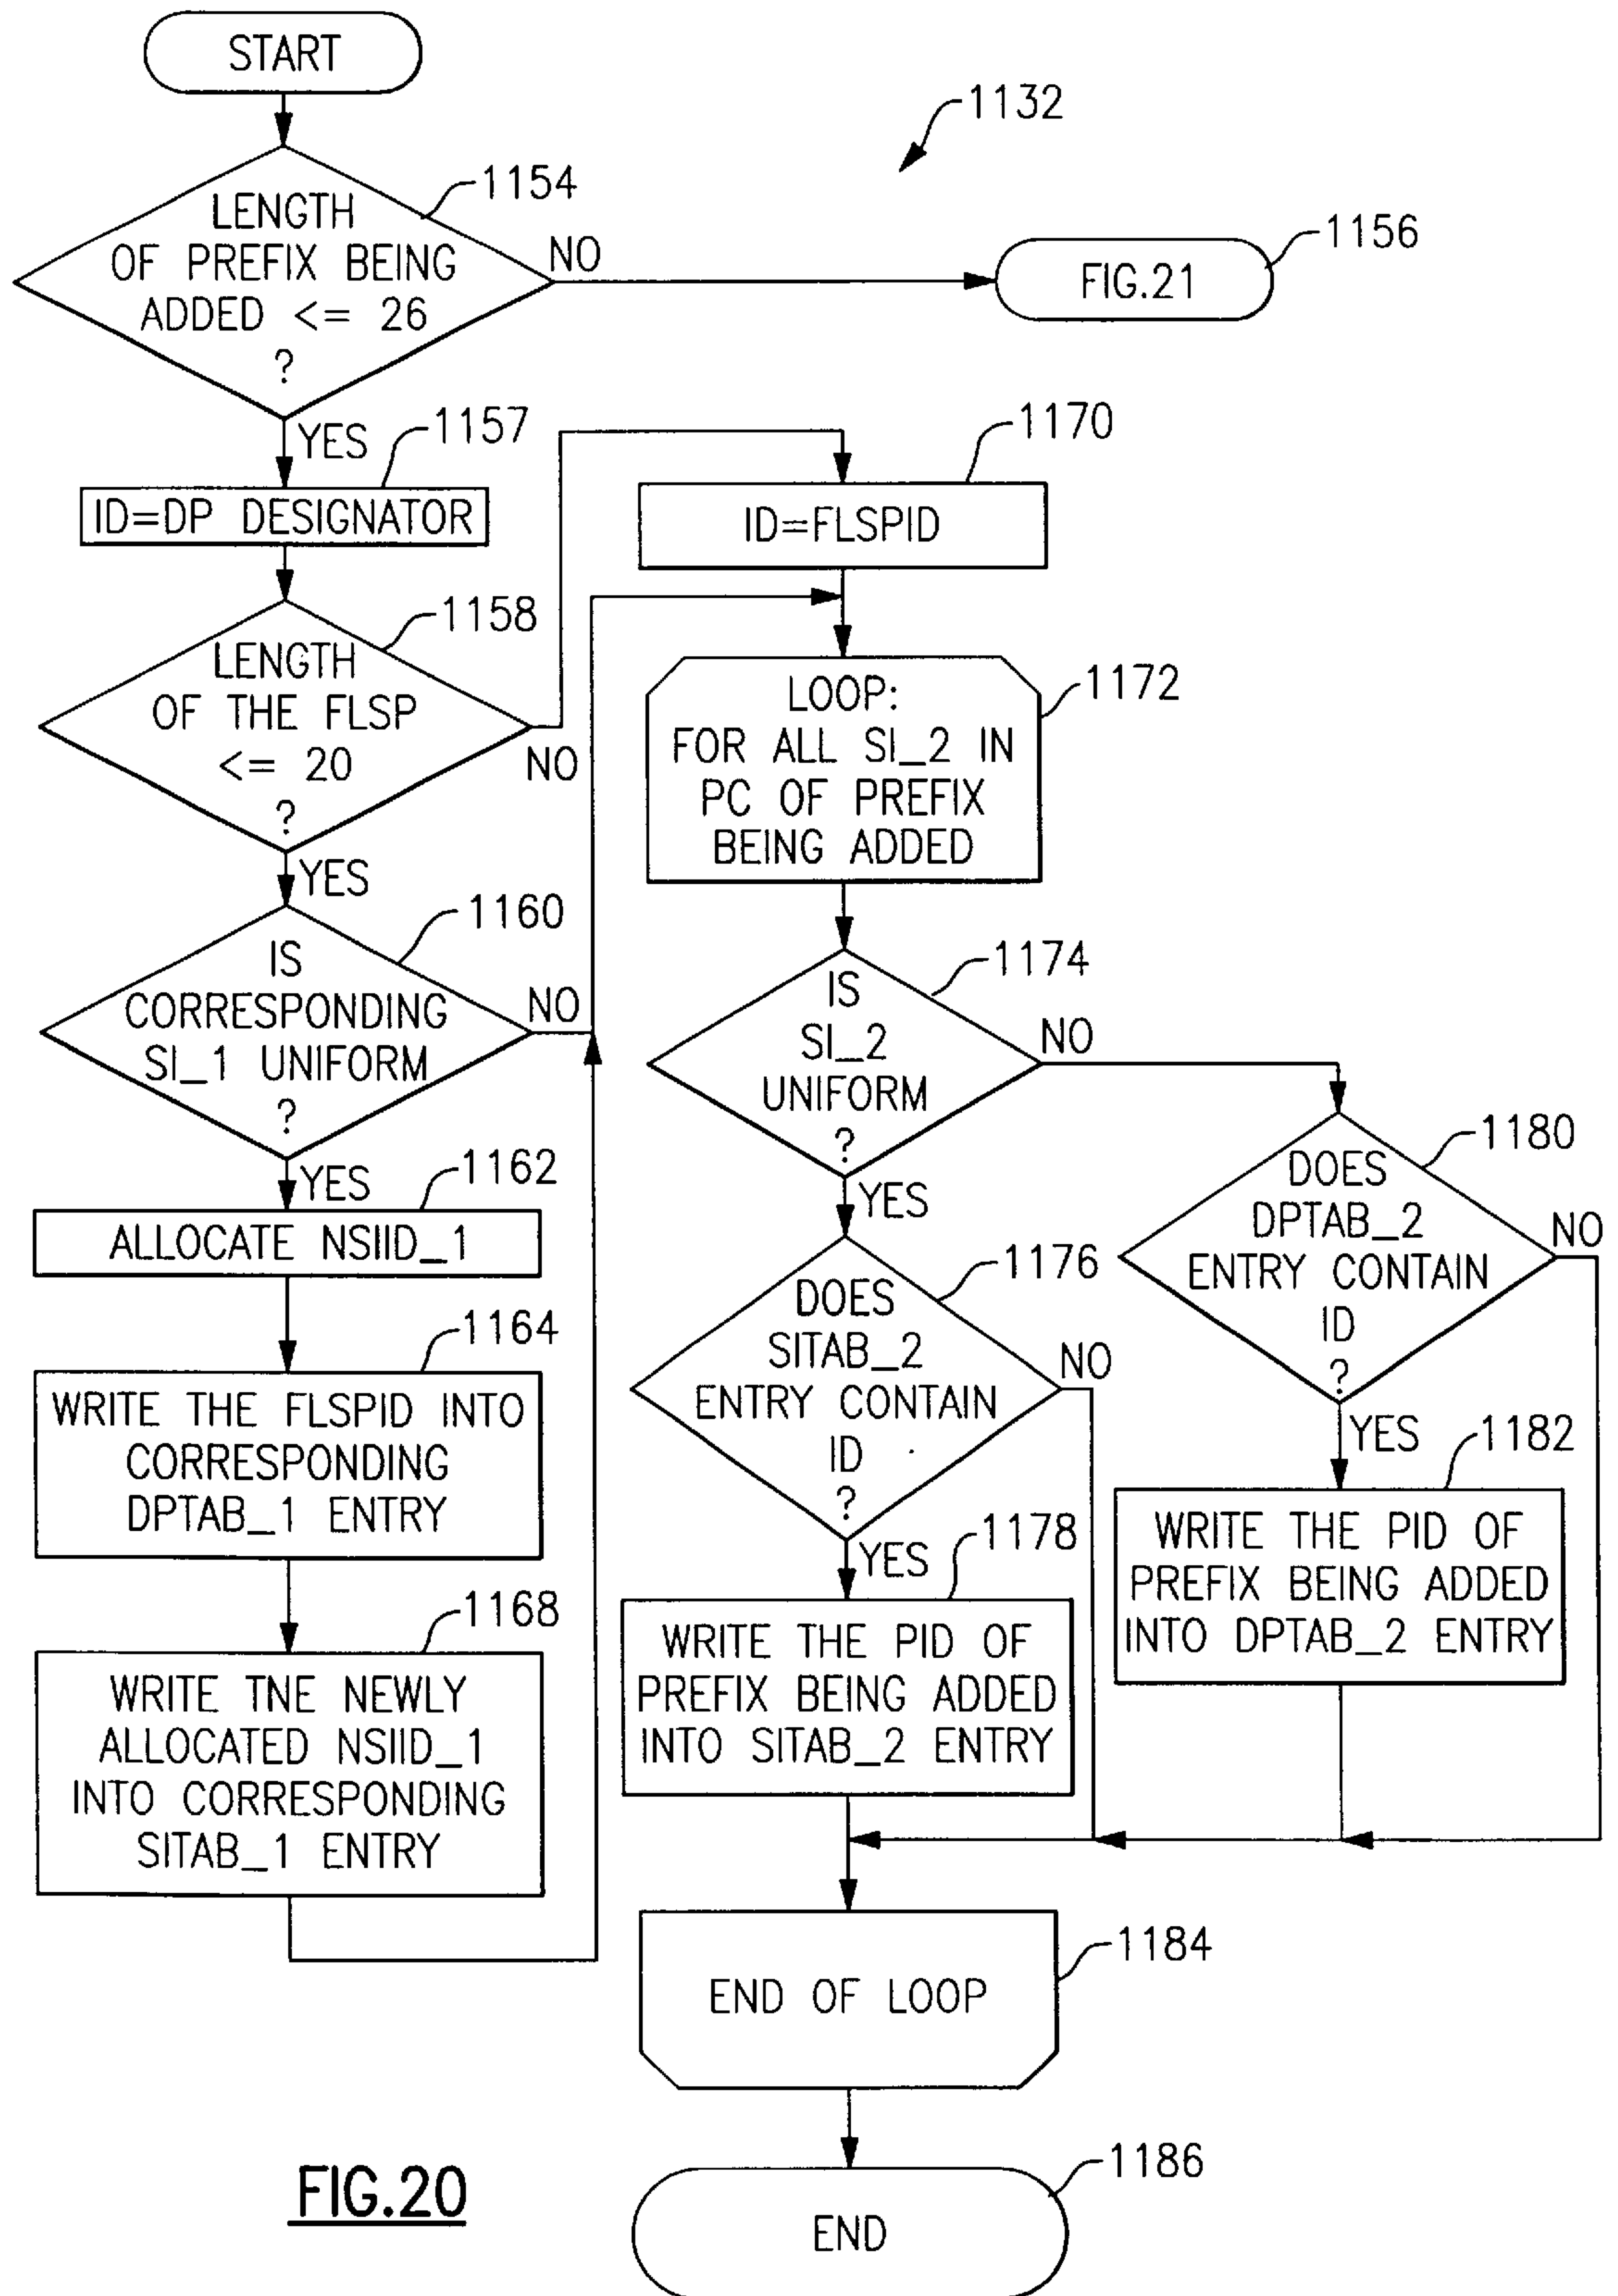 START
1132
1154
LENGTH
OF PREFIX BEING
ADDED <= 26
?
NO
1156
FIG.21
YES
1157
ID=DP DESIGNATOR
1170
ID=FLSPID
1158
LENGTH
OF THE FLSP
<= 20
?
NO
YES
1172
LOOP:
FOR ALL SI_2 IN
PC OF PREFIX
BEING ADDED
1160
IS
CORRESPONDING
SI_1 UNIFORM
?
NO
YES
1174
IS
SI_2
UNIFORM
?
NO
YES
1162
ALLOCATE NSIID_1
1180
DOES
DPTAB_2
ENTRY CONTAIN
ID
?
NO
YES
1176
DOES
SITAB_2
ENTRY CONTAIN
ID
?
NO
YES
1164
WRITE THE FLSPID INTO
CORRESPONDING
DPTAB_1 ENTRY
1182
WRITE THE PID OF
PREFIX BEING ADDED
INTO DPTAB_2 ENTRY
1178
WRITE THE PID OF
PREFIX BEING ADDED
INTO SITAB_2 ENTRY
1168
WRITE TNE NEWLY
ALLOCATED NSIID_1
INTO CORRESPONDING
SITAB_1 ENTRY
1184
END OF LOOP
1186
END
FIG.20